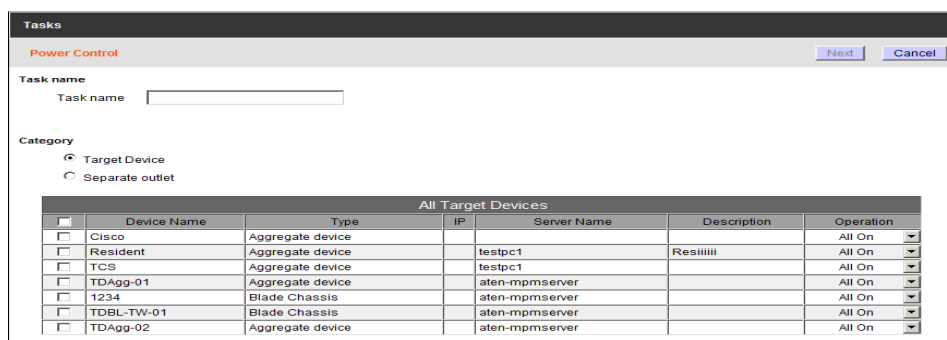 Tasks
Power Control Next Cancel
Task name
Task name
Category
Target Device
Separate outlet
All Target Devices
Device Name Type IP Server Name Description Operation
Cisco Aggregate device All On
Resident Aggregate device testpc1 Resiiiiii All On
TCS Aggregate device testpc1 All On
TDAgg-01 Aggregate device aten-mpmserver All On
1234 Blade Chassis aten-mpmserver All On
TDBL-TW-01 Blade Chassis aten-mpmserver All On
TDAgg-02 Aggregate device aten-mpmserver All On